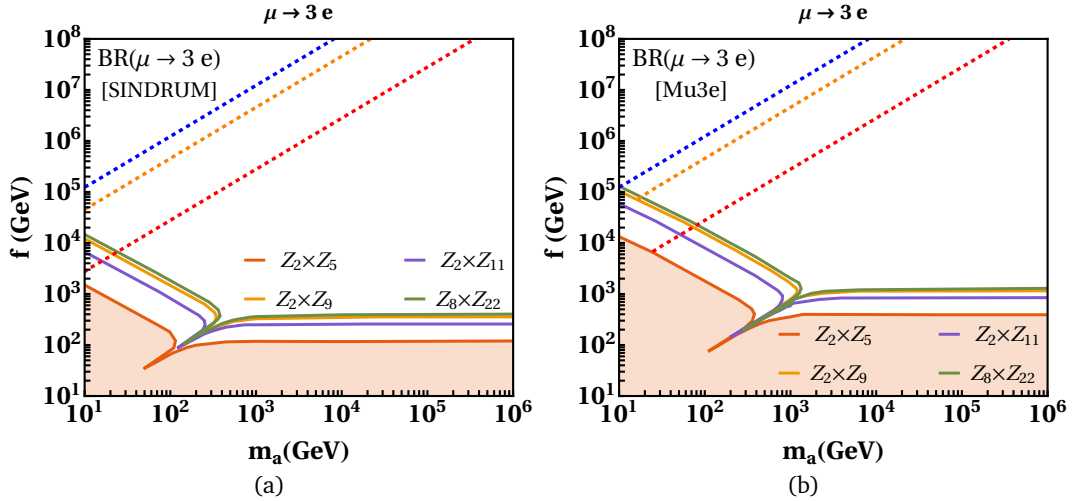 μ → 3 e
BR(μ → 3 e)
[SINDRUM]
10⁸
10⁷
10⁶
10⁵
10⁴
10³
10²
10¹
f (GeV)
Z₂×Z₅
Z₂×Z₁₁
Z₂×Z₉
Z₈×Z₂₂
10¹ 10² 10³ 10⁴ 10⁵ 10⁶
mₐ(GeV)
(a)
μ → 3 e
BR(μ → 3 e)
[Mu3e]
10⁸
10⁷
10⁶
10⁵
10⁴
10³
10²
10¹
f (GeV)
Z₂×Z₅
Z₂×Z₁₁
Z₂×Z₉
Z₈×Z₂₂
10¹ 10² 10³ 10⁴ 10⁵ 10⁶
mₐ(GeV)
(b)